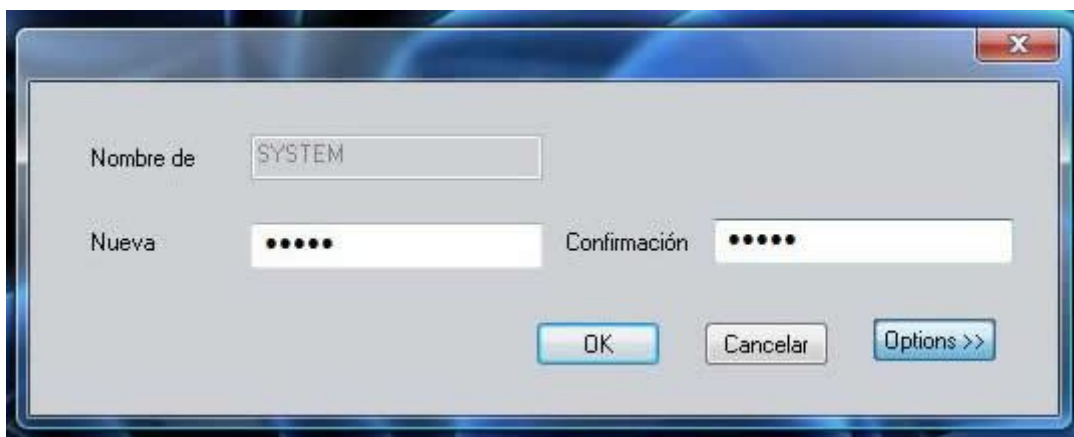 Nombre de SYSTEM
Nueva ••••• Confirmación •••••
OK Cancelar Options >>